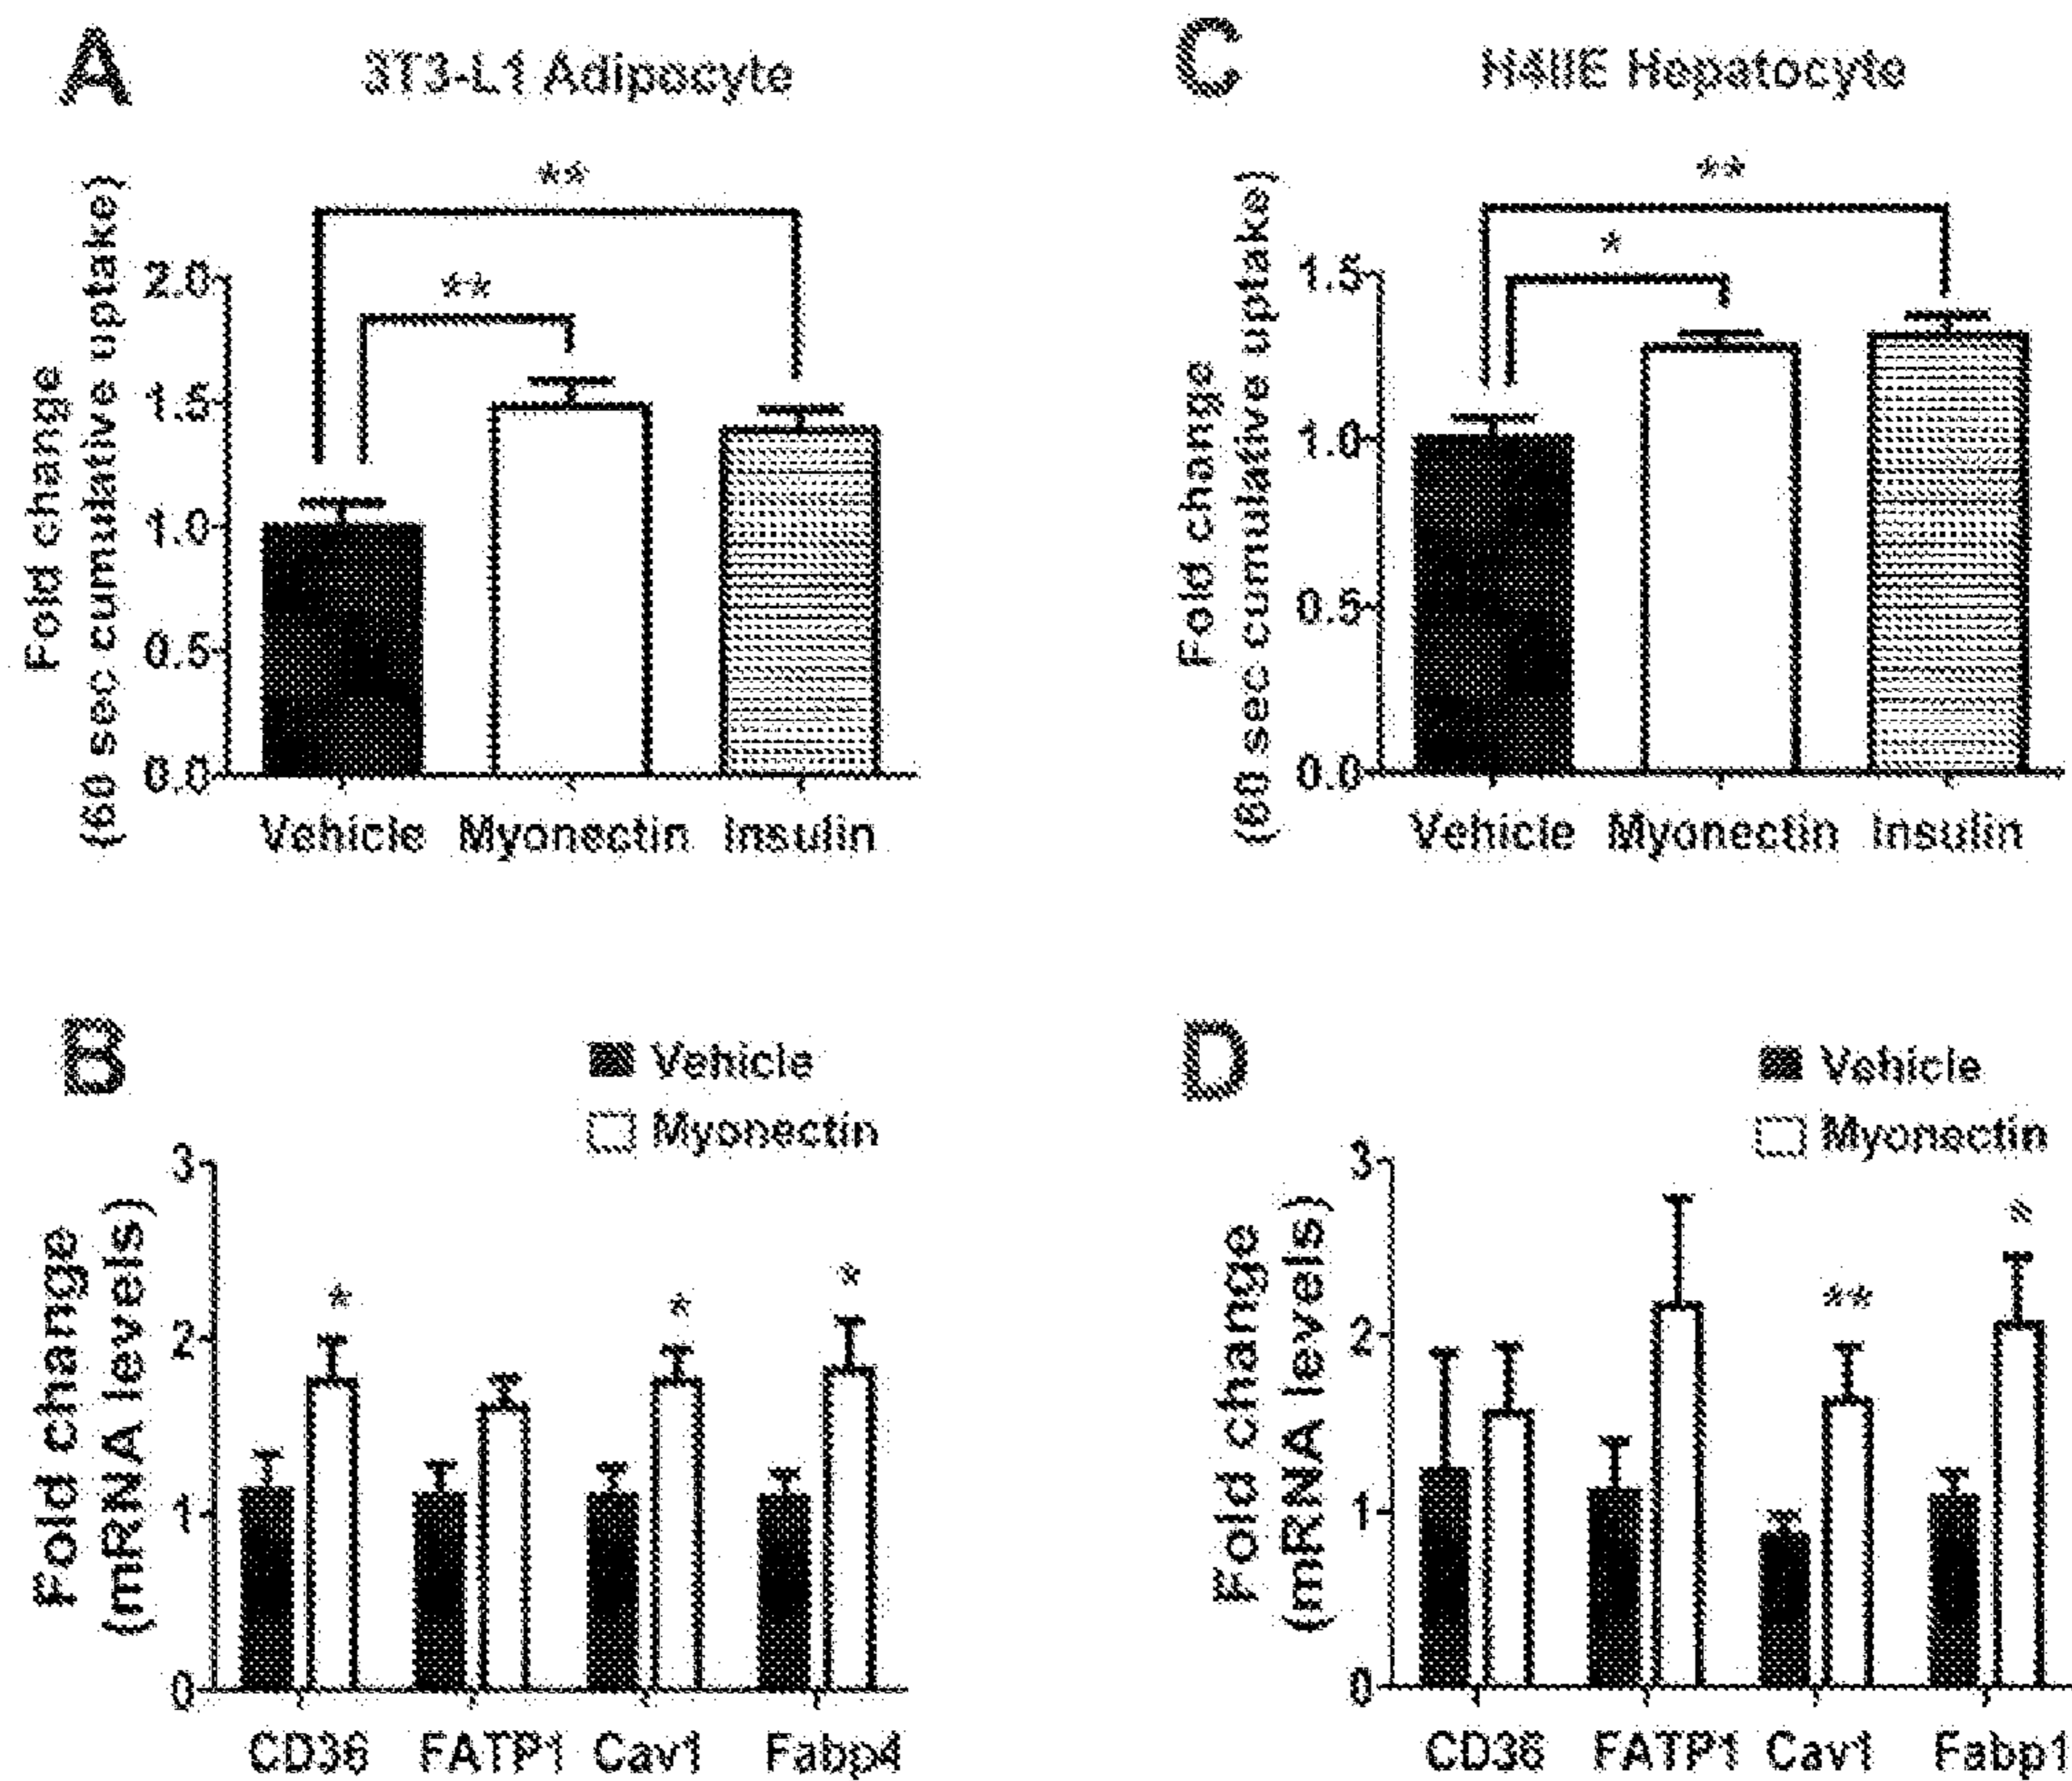 A
3T3-L1 Adipocyte
**
**
Fold change
(60 sec cumulative uptake)
2.0
1.5
1.0
0.5
0.0
Vehicle Myonectin Insulin
C
H4IIE Hepatocyte
**
*
Fold change
(60 sec cumulative uptake)
1.5
1.0
0.5
0.0
Vehicle Myonectin Insulin
B
Vehicle
Myonectin
Fold change
(mRNA levels)
3
2
1
0
*
*
*
CD36 FATP1 Cav1 Fabp4
D
Vehicle
Myonectin
Fold change
(mRNA levels)
3
2
1
0
**
*
CD36 FATP1 Cav1 Fabp1